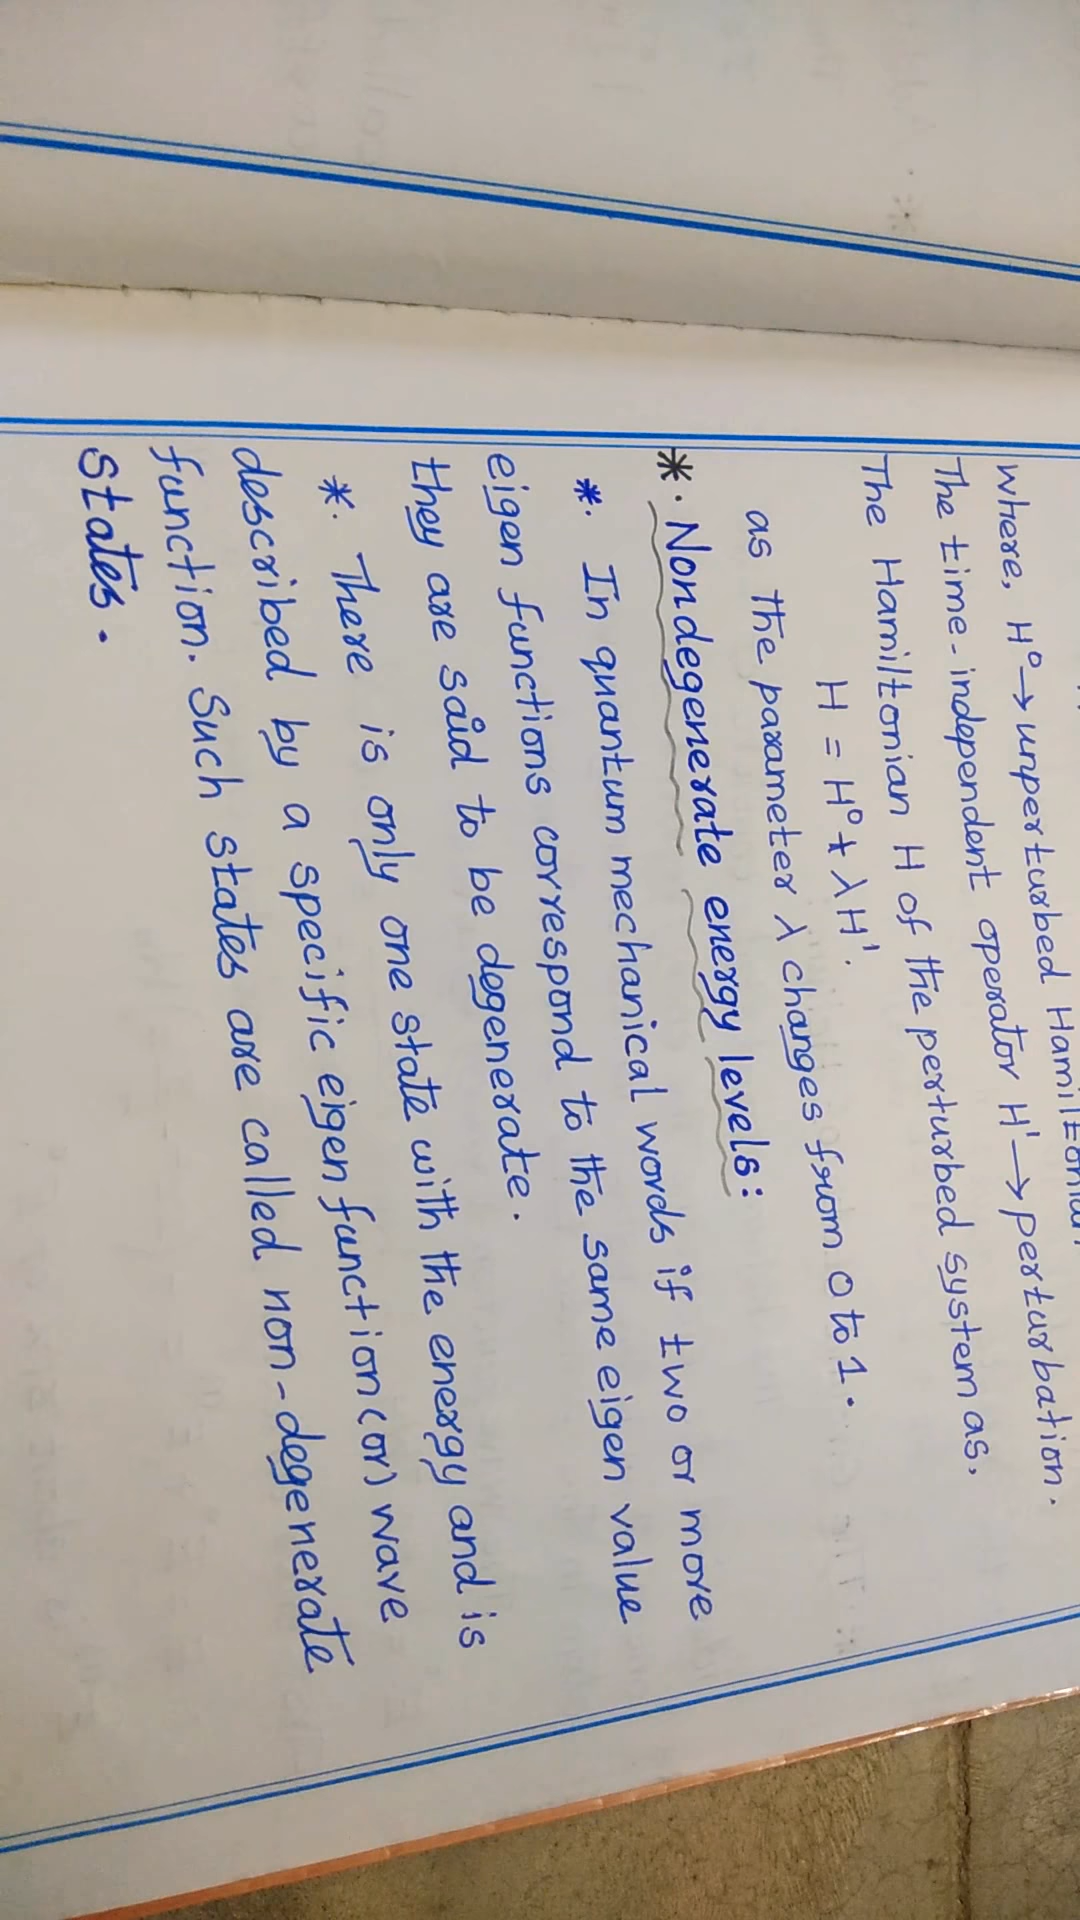 where, H⁰→unperturbed Hamiltonian
The time-independent operator H'→perturbation.
The Hamiltonian H of the perturbed system as,
H = H⁰ + λH'.
as the parameter λ changes from 0 to 1.
*. Nondegenerate energy levels:
*. In quantum mechanical words if two or more
eigen functions correspond to the same eigen value
they are said to be degenerate.
*. There is only one state with the energy and is
described by a specific eigen function (or) wave
function. Such states are called non-degenerate
states.